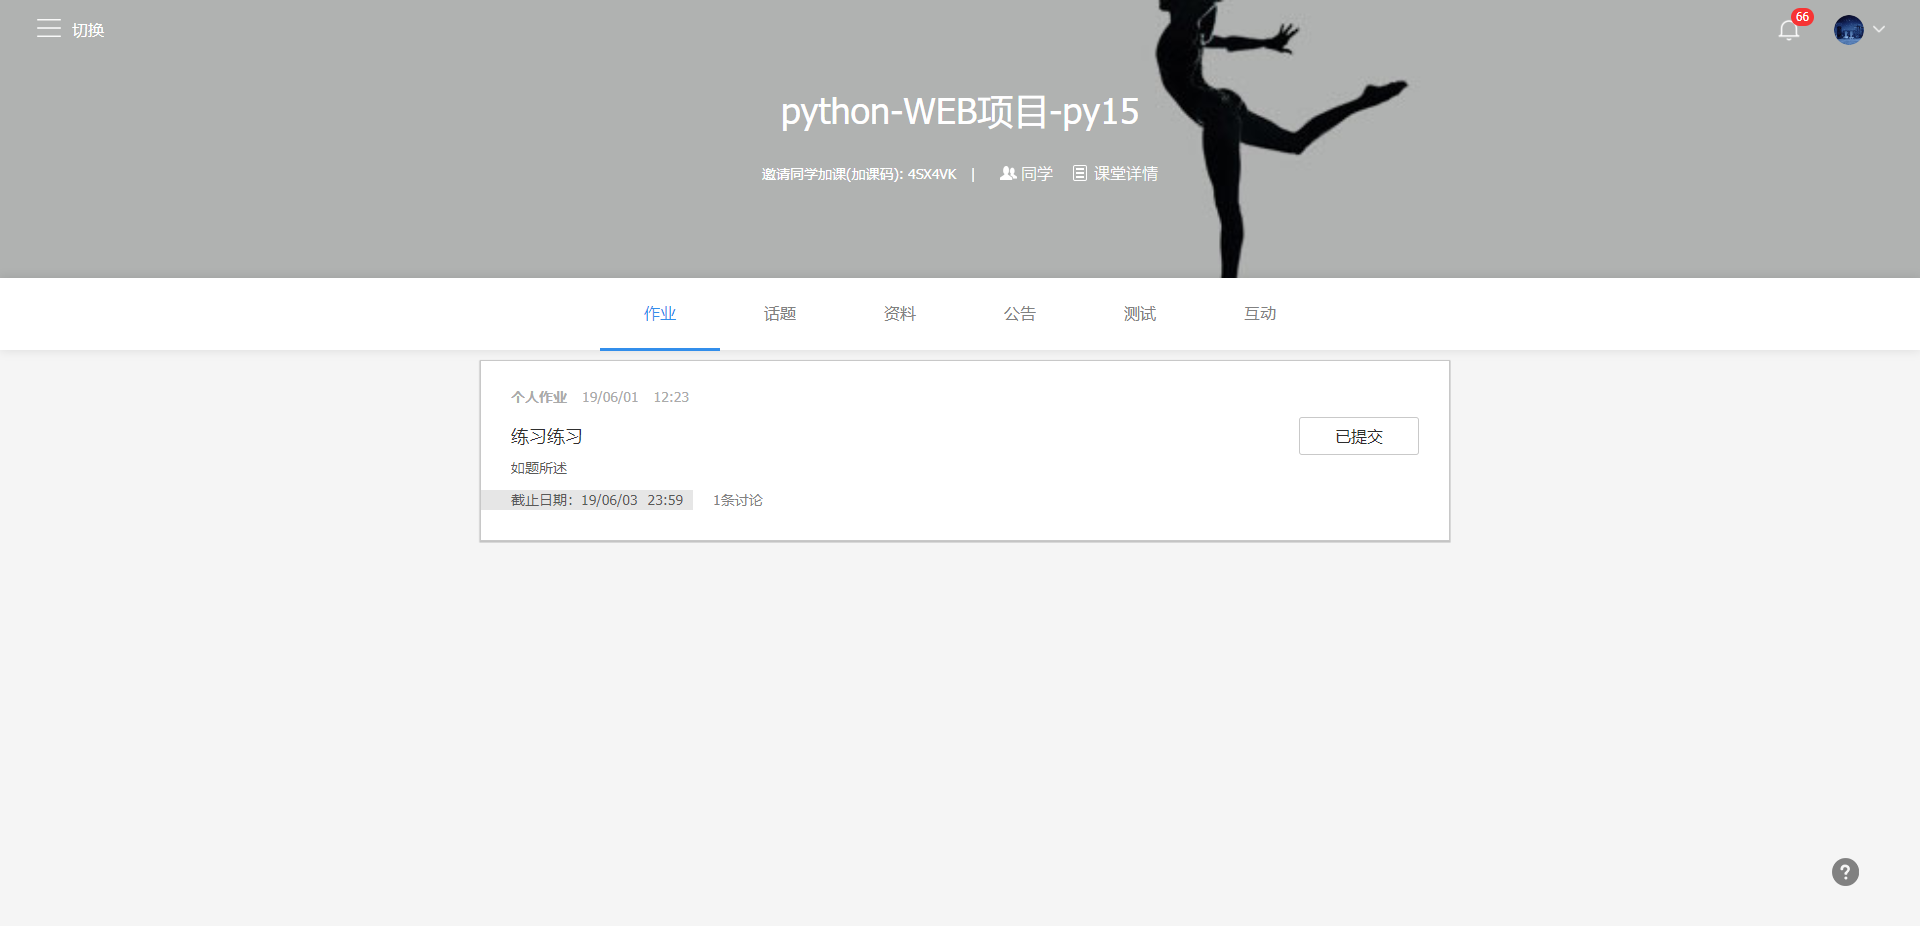 切换
66
python-WEB项目-py15
邀请同学加课(加课码): 4SX4VK | 同学 课堂详情
作业 话题 资料 公告 测试 互动
个人作业 19/06/01 12:23
练习练习
已提交
如题所述
截止日期：19/06/03 23:59 1条讨论
?